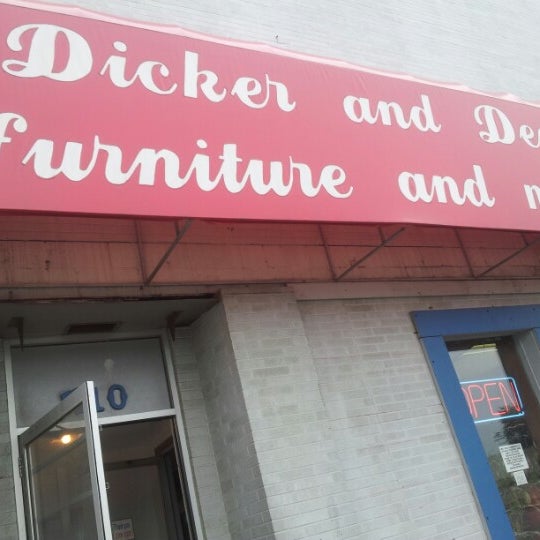 Dicker and De
furniture and m
10
OPEN